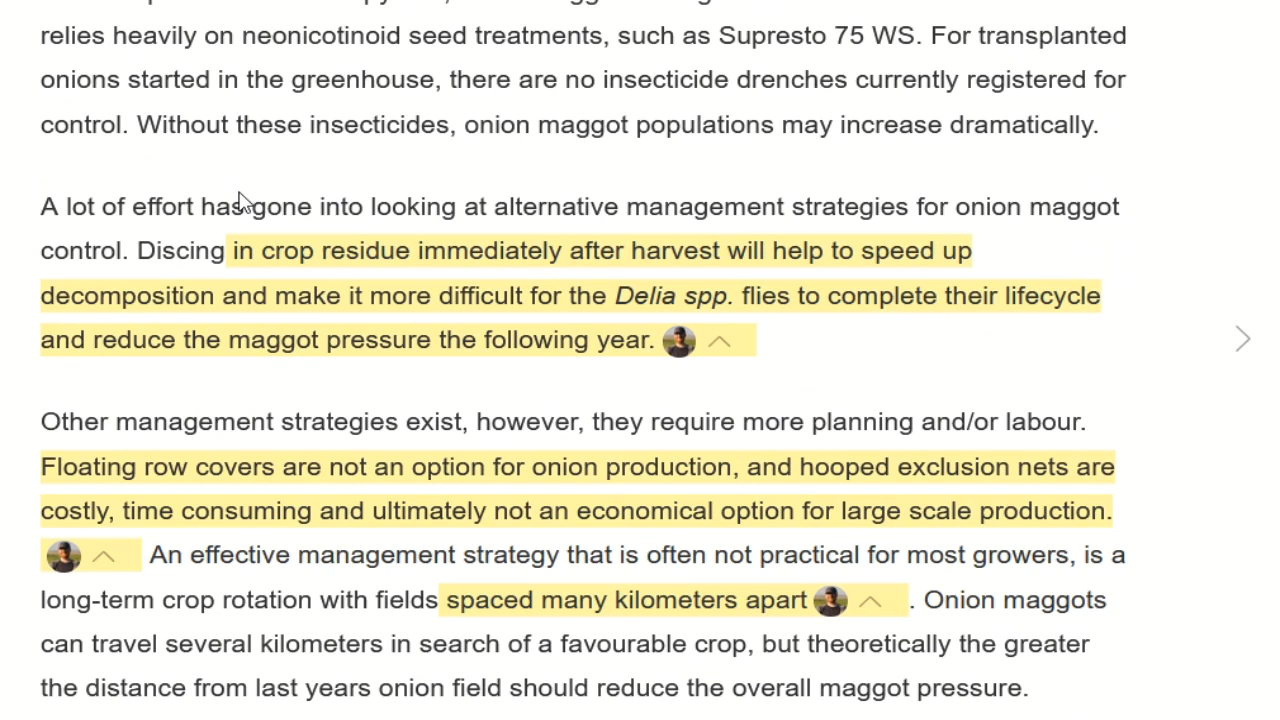 relies heavily on neonicotinoid seed treatments, such as Supresto 75 WS. For transplanted
onions started in the greenhouse, there are no insecticide drenches currently registered for
control. Without these insecticides, onion maggot populations may increase dramatically.
A lot of effort has gone into looking at alternative management strategies for onion maggot
control. Discing in crop residue immediately after harvest will help to speed up
decomposition and make it more difficult for the Delia spp. flies to complete their lifecycle
and reduce the maggot pressure the following year.
Other management strategies exist, however, they require more planning and/or labour.
Floating row covers are not an option for onion production, and hooped exclusion nets are
costly, time consuming and ultimately not an economical option for large scale production.
An effective management strategy that is often not practical for most growers, is a
long-term crop rotation with fields spaced many kilometers apart . Onion maggots
can travel several kilometers in search of a favourable crop, but theoretically the greater
the distance from last years onion field should reduce the overall maggot pressure.